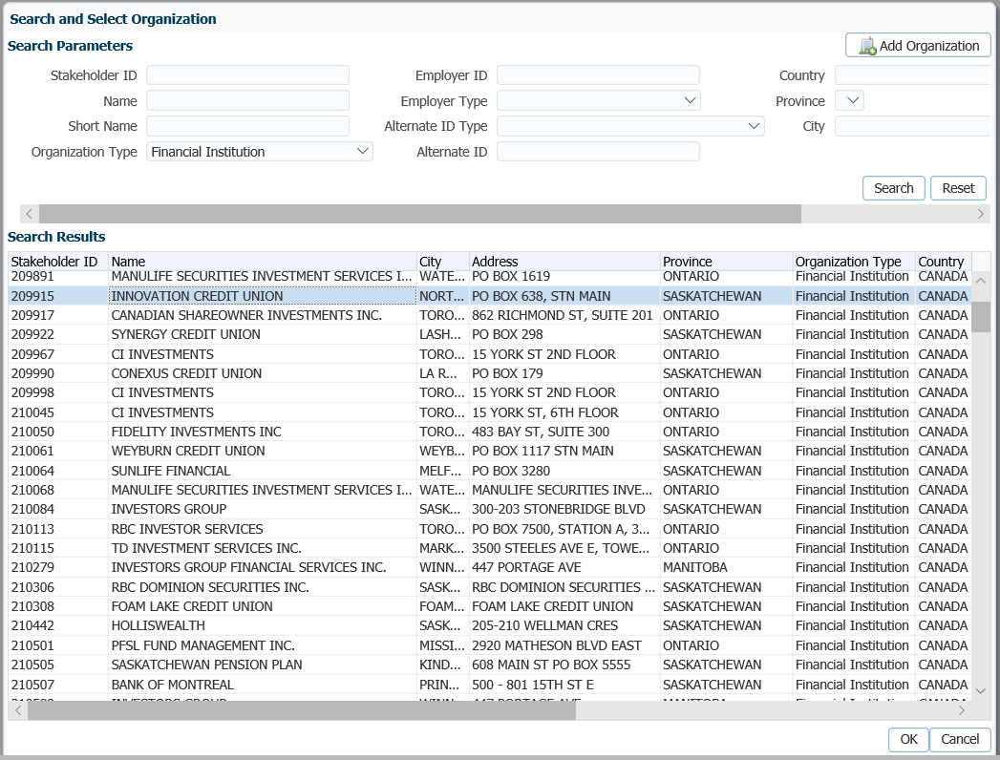 Search and Select Organization
Search Parameters
Add Organization
Stakeholder ID Employer ID Country
Name Employer Type Province
Short Name Alternate ID Type City
Organization Type Financial Institution Alternate ID
Search Reset
Search Results
Stakeholder ID Name City Address Province Organization Type Country
209891 MANULIFE SECURITIES INVESTMENT SERVICES I... WATE... PO BOX 1619 ONTARIO Financial Institution CANADA
209915 INNOVATION CREDIT UNION NORT... PO BOX 638, STN MAIN SASKATCHEWAN Financial Institution CANADA
209917 CANADIAN SHAREOWNER INVESTMENTS INC. TORO... 862 RICHMOND ST, SUITE 201 ONTARIO Financial Institution CANADA
209922 SYNERGY CREDIT UNION LASH... PO BOX 298 SASKATCHEWAN Financial Institution CANADA
209967 CI INVESTMENTS TORO... 15 YORK ST 2ND FLOOR ONTARIO Financial Institution CANADA
209990 CONEXUS CREDIT UNION LA R... PO BOX 179 SASKATCHEWAN Financial Institution CANADA
209998 CI INVESTMENTS TORO... 15 YORK ST 2ND FLOOR ONTARIO Financial Institution CANADA
210045 CI INVESTMENTS TORO... 15 YORK ST, 6TH FLOOR ONTARIO Financial Institution CANADA
210050 FIDELITY INVESTMENTS INC TORO... 483 BAY ST, SUITE 300 ONTARIO Financial Institution CANADA
210061 WEYBURN CREDIT UNION WEYB... PO BOX 1117 STN MAIN SASKATCHEWAN Financial Institution CANADA
210064 SUNLIFE FINANCIAL MELF... PO BOX 3280 SASKATCHEWAN Financial Institution CANADA
210068 MANULIFE SECURITIES INVESTMENT SERVICES I... WATE... MANULIFE SECURITIES INVE... ONTARIO Financial Institution CANADA
210084 INVESTORS GROUP SASK... 300-203 STONEBRIDGE BLVD SASKATCHEWAN Financial Institution CANADA
210113 RBC INVESTOR SERVICES TORO... PO BOX 7500, STATION A, 3... ONTARIO Financial Institution CANADA
210115 TD INVESTMENT SERVICES INC. MARK... 3500 STEELES AVE E, TOWE... ONTARIO Financial Institution CANADA
210279 INVESTORS GROUP FINANCIAL SERVICES INC. WINN... 447 PORTAGE AVE MANITOBA Financial Institution CANADA
210306 RBC DOMINION SECURITIES INC. SASK... RBC DOMINION SECURITIES ... SASKATCHEWAN Financial Institution CANADA
210308 FOAM LAKE CREDIT UNION FOAM... FOAM LAKE CREDIT UNION SASKATCHEWAN Financial Institution CANADA
210442 HOLLISWEALTH SASK... 205-210 WELLMAN CRES SASKATCHEWAN Financial Institution CANADA
210501 PFSL FUND MANAGEMENT INC. MISSI... 2920 MATHESON BLVD EAST ONTARIO Financial Institution CANADA
210505 SASKATCHEWAN PENSION PLAN KIND... 608 MAIN ST PO BOX 5555 SASKATCHEWAN Financial Institution CANADA
210507 BANK OF MONTREAL PRIN... 500 - 801 15TH ST E SASKATCHEWAN Financial Institution CANADA
OK Cancel